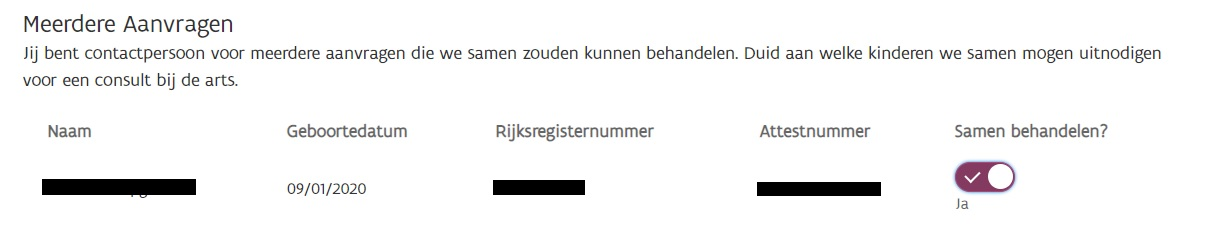 Meerdere Aanvragen
Jij bent contactpersoon voor meerdere aanvragen die we samen zouden kunnen behandelen. Duid aan welke kinderen we samen mogen uitnodigen
voor een consult bij de arts.
Naam Geboortedatum Rijksregisternummer Attestnummer Samen behandelen?
09/01/2020
Ja